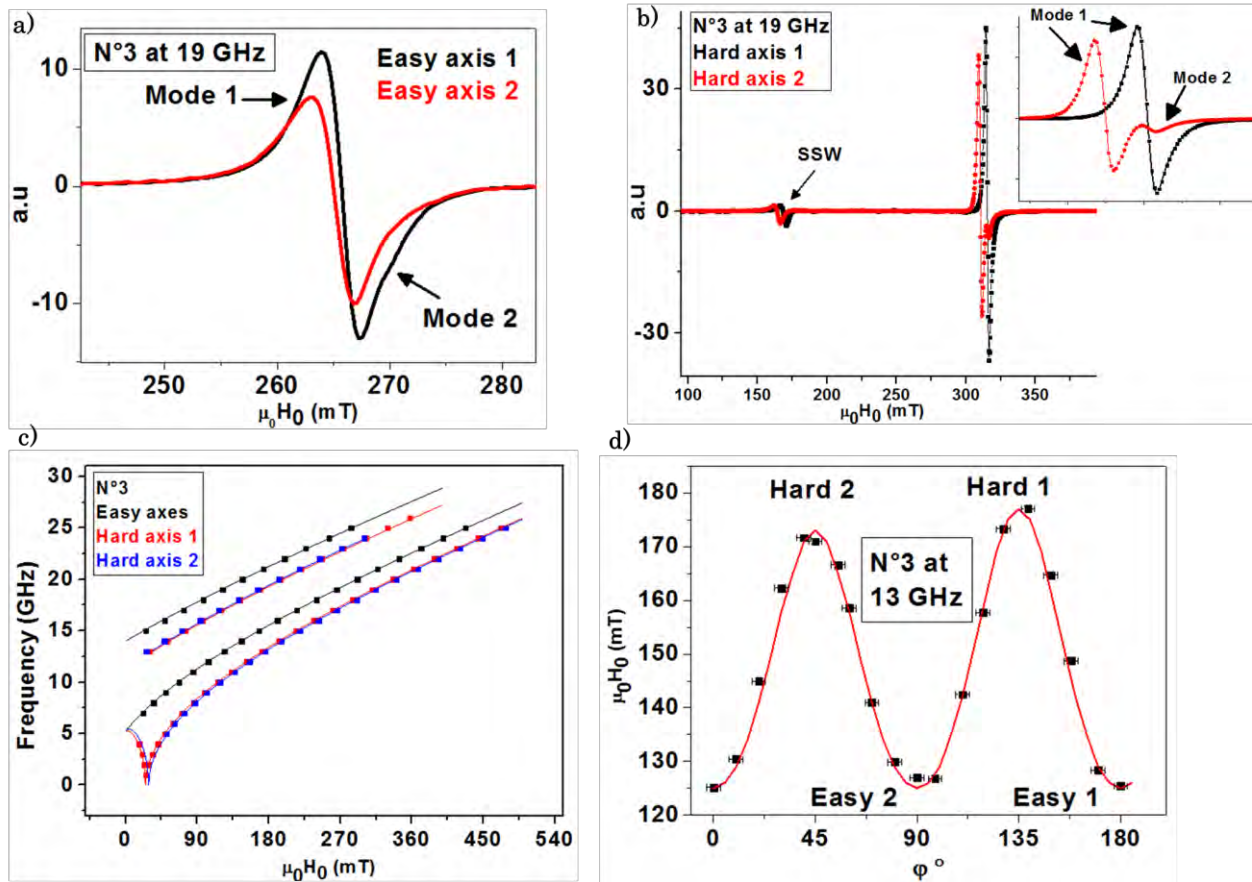 a)
N°3 at 19 GHz
Easy axis 1
Easy axis 2
Mode 1
Mode 2
10
0
-10
a.u
250
260
270
280
μ₀H₀ (mT)
b)
N°3 at 19 GHz
Hard axis 1
Hard axis 2
Mode 1
Mode 2
SSW
30
0
-30
a.u
100
150
200
250
300
350
μ₀H₀ (mT)
c)
N°3
Easy axes
Hard axis 1
Hard axis 2
30
25
20
15
10
5
0
Frequency (GHz)
0
90
180
270
360
450
540
μ₀H₀ (mT)
d)
Hard 2
Hard 1
N°3 at
13 GHz
Easy 2
Easy 1
180
170
160
150
140
130
120
μ₀H₀ (mT)
0
45
90
135
180
φ °